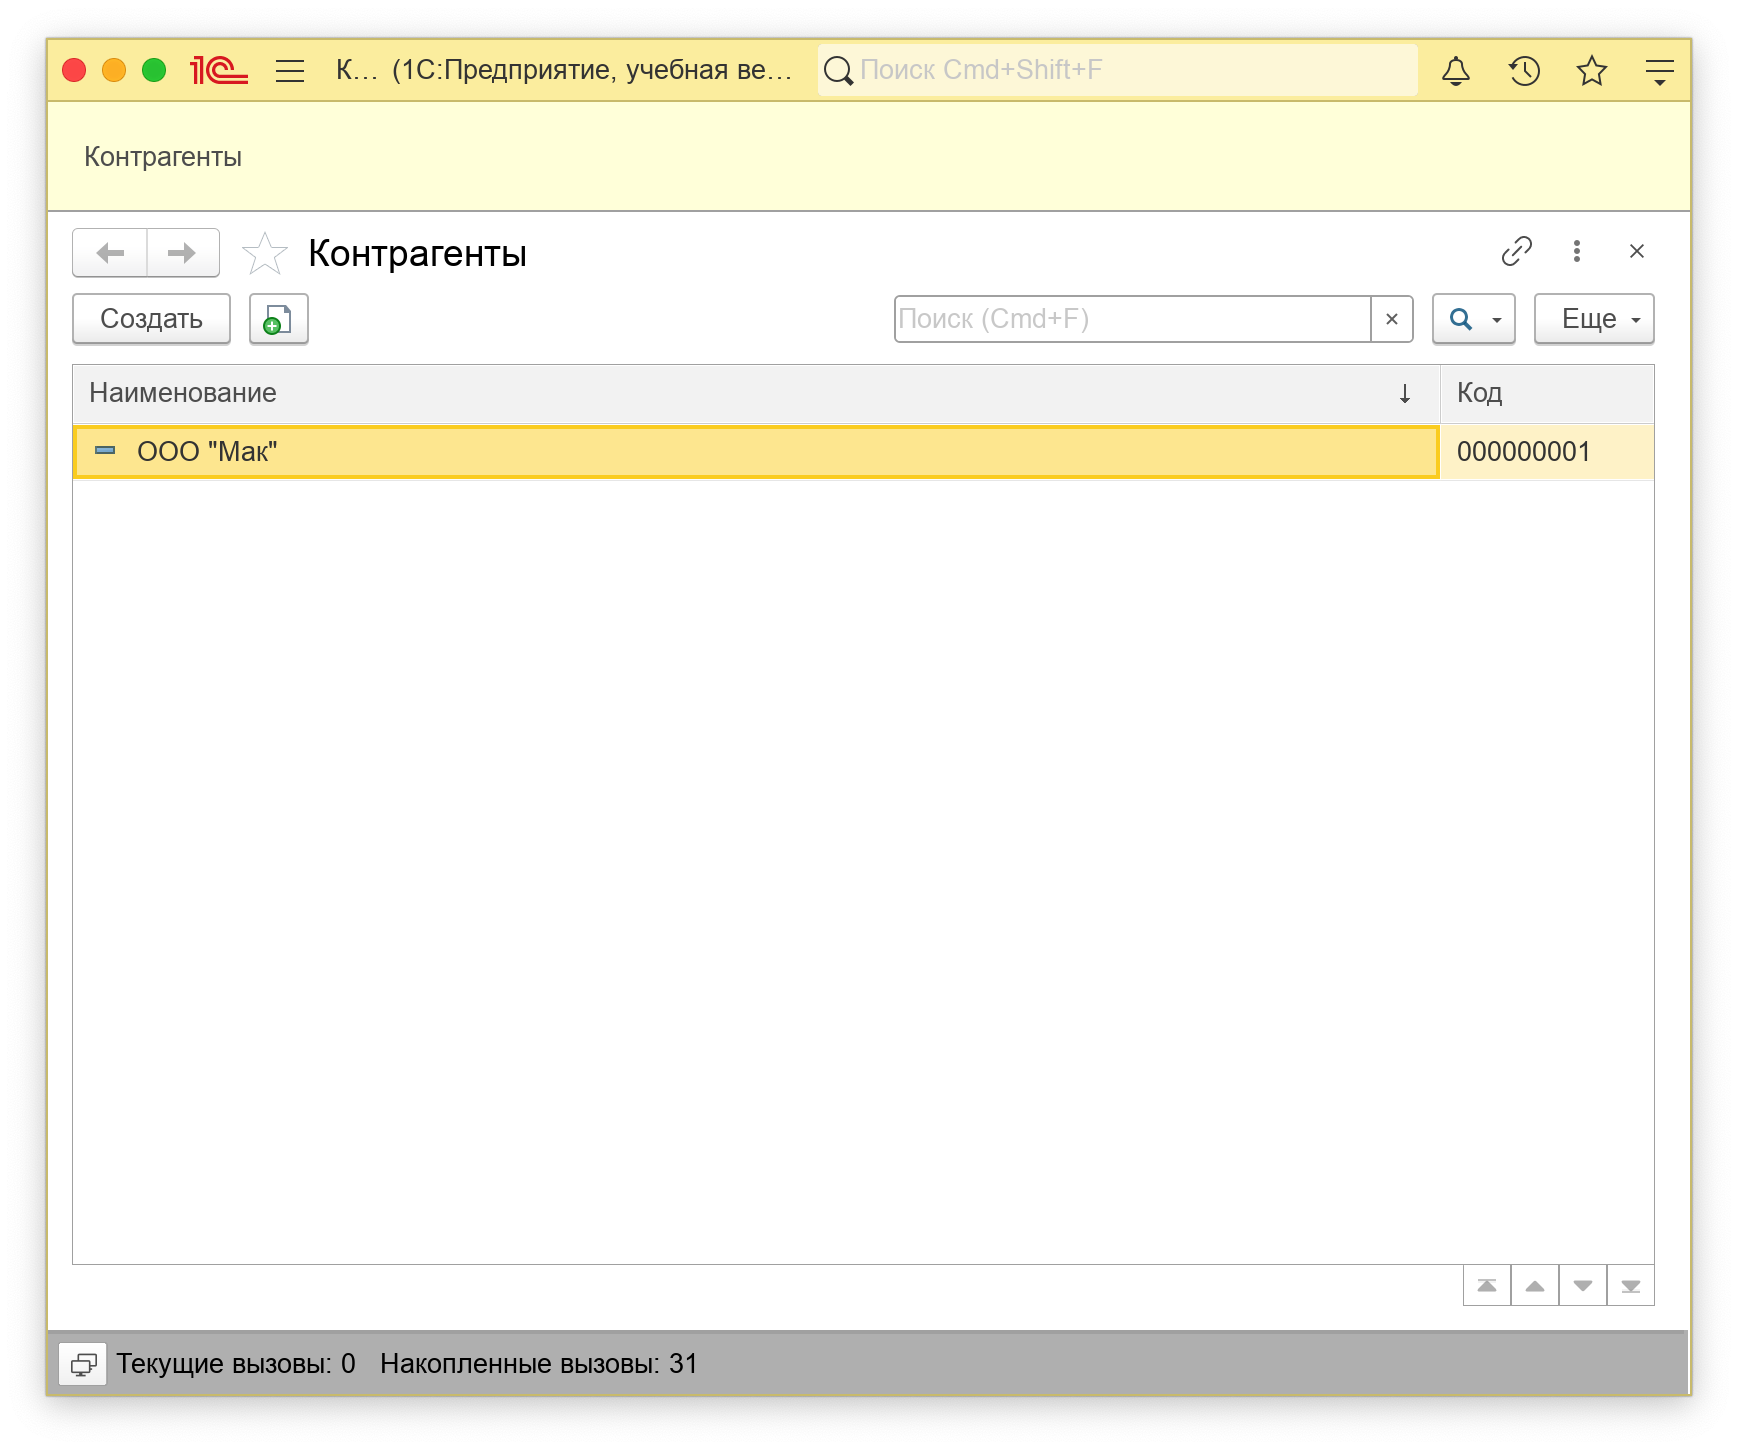 1С К... (1С:Предприятие, учебная ве... Поиск Cmd+Shift+F
Контрагенты
Контрагенты
Создать Поиск (Cmd+F) × Еще
Наименование ↓ Код
ООО "Мак" 000000001
Текущие вызовы: 0 Накопленные вызовы: 31